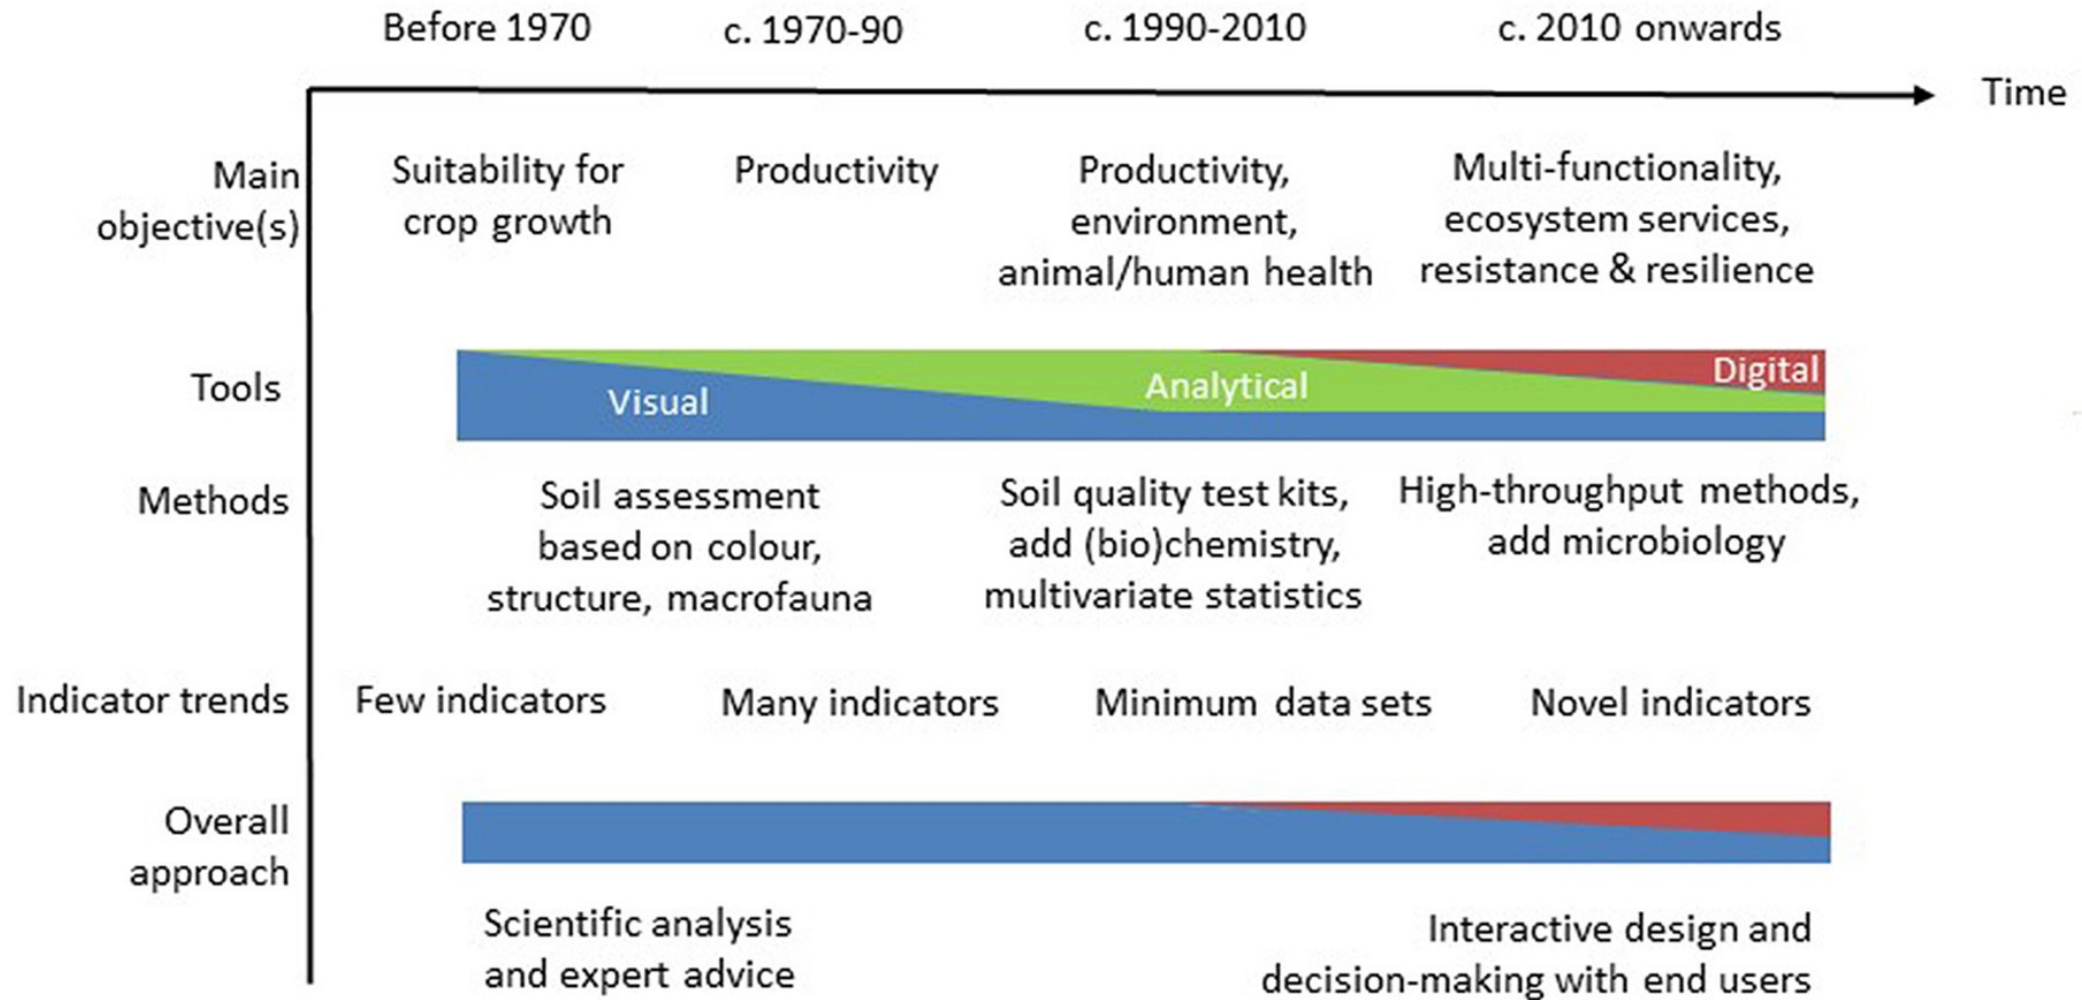 Before 1970
c. 1970-90
c. 1990-2010
c. 2010 onwards
Time
Main
objective(s)
Suitability for
crop growth
Productivity
Productivity,
environment,
animal/human health
Multi-functionality,
ecosystem services,
resistance & resilience
Tools
Visual
Analytical
Digital
Methods
Soil assessment
based on colour,
structure, macrofauna
Soil quality test kits,
add (bio)chemistry,
multivariate statistics
High-throughput methods,
add microbiology
Indicator trends
Few indicators
Many indicators
Minimum data sets
Novel indicators
Overall
approach
Scientific analysis
and expert advice
Interactive design and
decision-making with end users